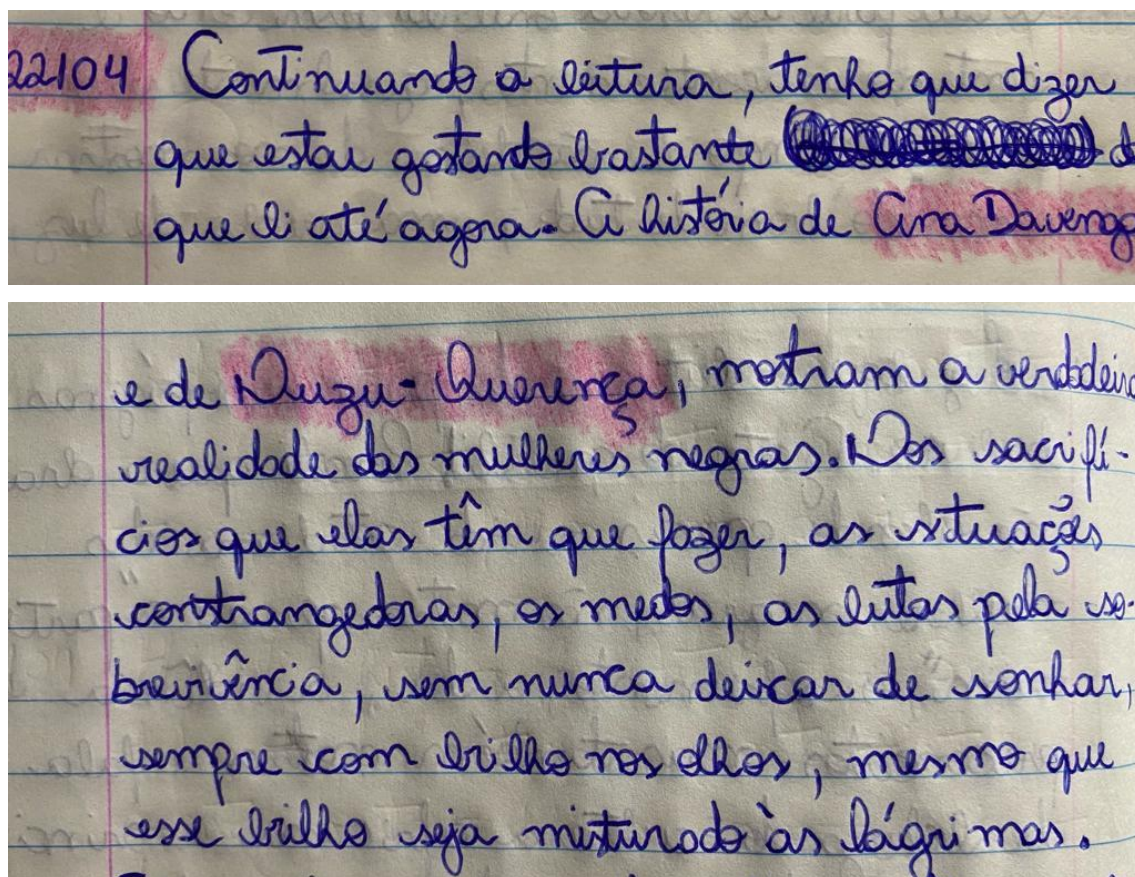 22/04 Continuando a leitura, tenho que dizer
que estou gostando bastante d
que li até agora. A história de Ana Davenga
e de Duzu-Querença, mostram a verdadeira
realidade das mulheres negras. Dos sacrifí-
cios que elas têm que fazer, as situações
constrangedoras, os medos, as lutas pela so-
brevivência, sem nunca deixar de sonhar,
sempre com brilho nos olhos, mesmo que
esse brilho seja misturado às lágrimas.